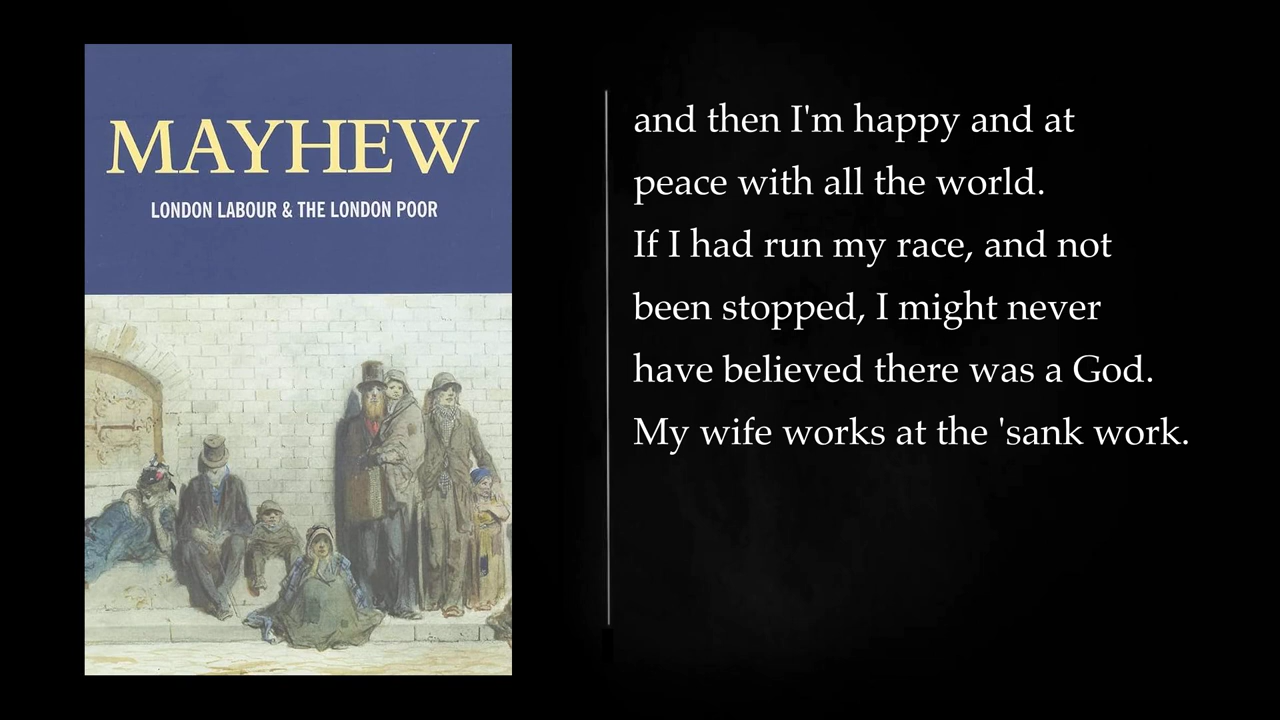 MAYHEW
LONDON LABOUR & THE LONDON POOR
and then I'm happy and at
peace with all the world.
If I had run my race, and not
been stopped, I might never
have believed there was a God.
My wife works at the 'sank work.